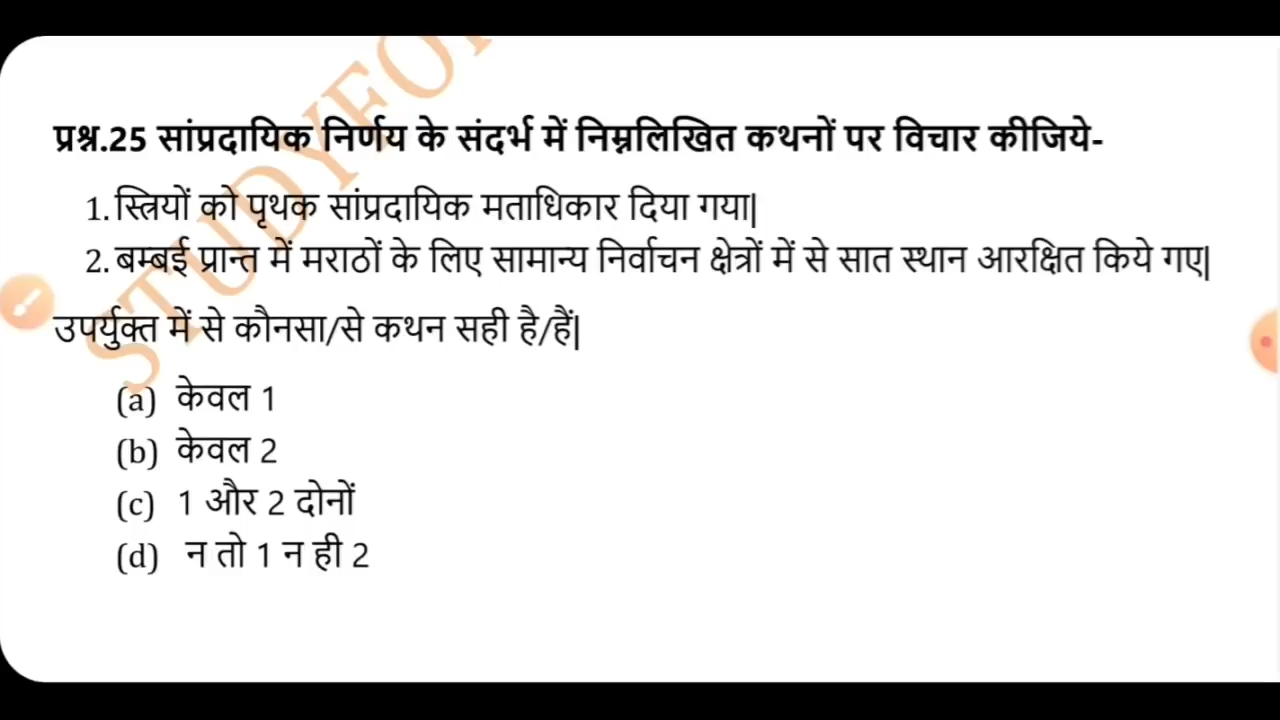 प्रश्न.25 सांप्रदायिक निर्णय के संदर्भ में निम्नलिखित कथनों पर विचार कीजिये-
1. स्त्रियों को पृथक सांप्रदायिक मताधिकार दिया गया|
2. बम्बई प्रान्त में मराठों के लिए सामान्य निर्वाचन क्षेत्रों में से सात स्थान आरक्षित किये गए|
उपर्युक्त में से कौनसा/से कथन सही है/हैं|
(a) केवल 1
(b) केवल 2
(c) 1 और 2 दोनों
(d) न तो 1 न ही 2
STUDYFO